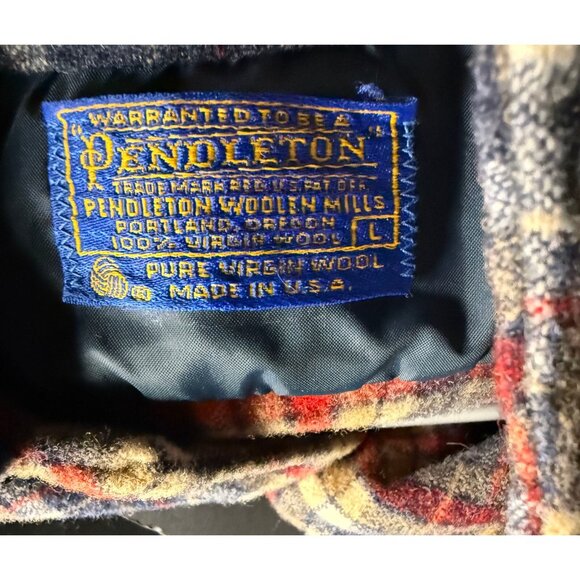 WARRANTED TO BE A
"PENDLETON"
TRADE MARK REG. U.S. PAT. OFF.
PENDLETON WOOLEN MILLS
PORTLAND, OREGON
100% VIRGIN WOOL L
PURE VIRGIN WOOL
MADE IN U.S.A.